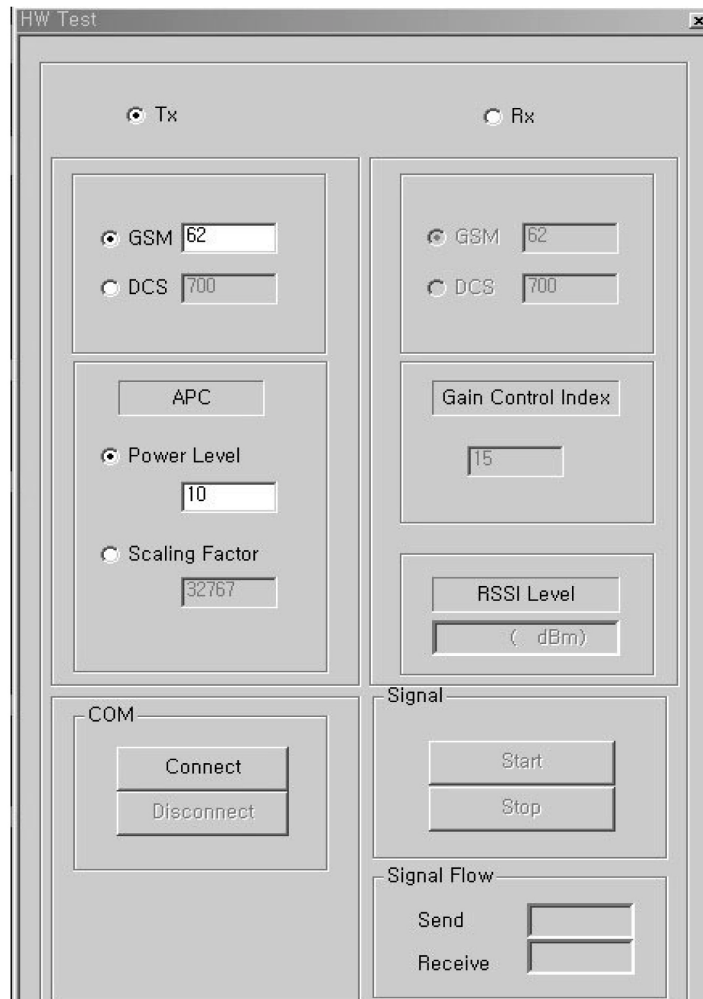 HW Test
Tx
Rx
GSM 62
DCS 700
GSM 62
DCS 700
APC
Power Level
10
Scaling Factor
32767
Gain Control Index
15
RSSI Level
( dBm)
COM
Connect
Disconnect
Signal
Start
Stop
Signal Flow
Send
Receive